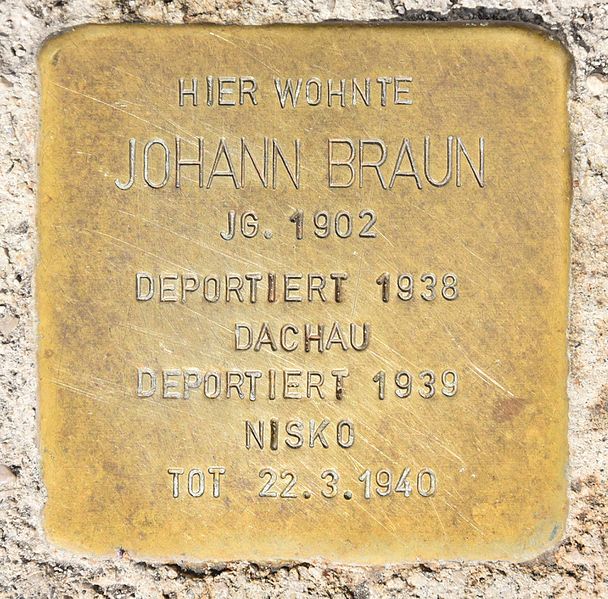 HIER WOHNTE
JOHANN BRAUN
JG. 1902
DEPORTIERT 1938
DACHAU
DEPORTIERT 1939
NISKO
TOT 22.3.1940